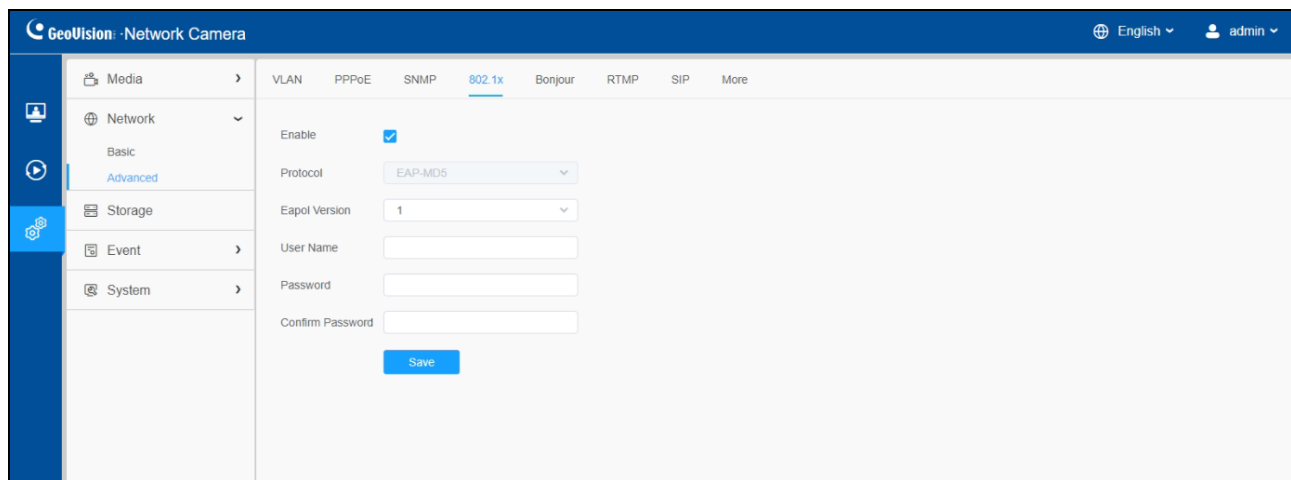 GeoVision: ·Network Camera
English
admin
Media
Network
Basic
Advanced
Storage
Event
System
VLAN PPPoE SNMP 802.1x Bonjour RTMP SIP More
Enable
Protocol EAP-MD5
Eapol Version 1
User Name
Password
Confirm Password
Save